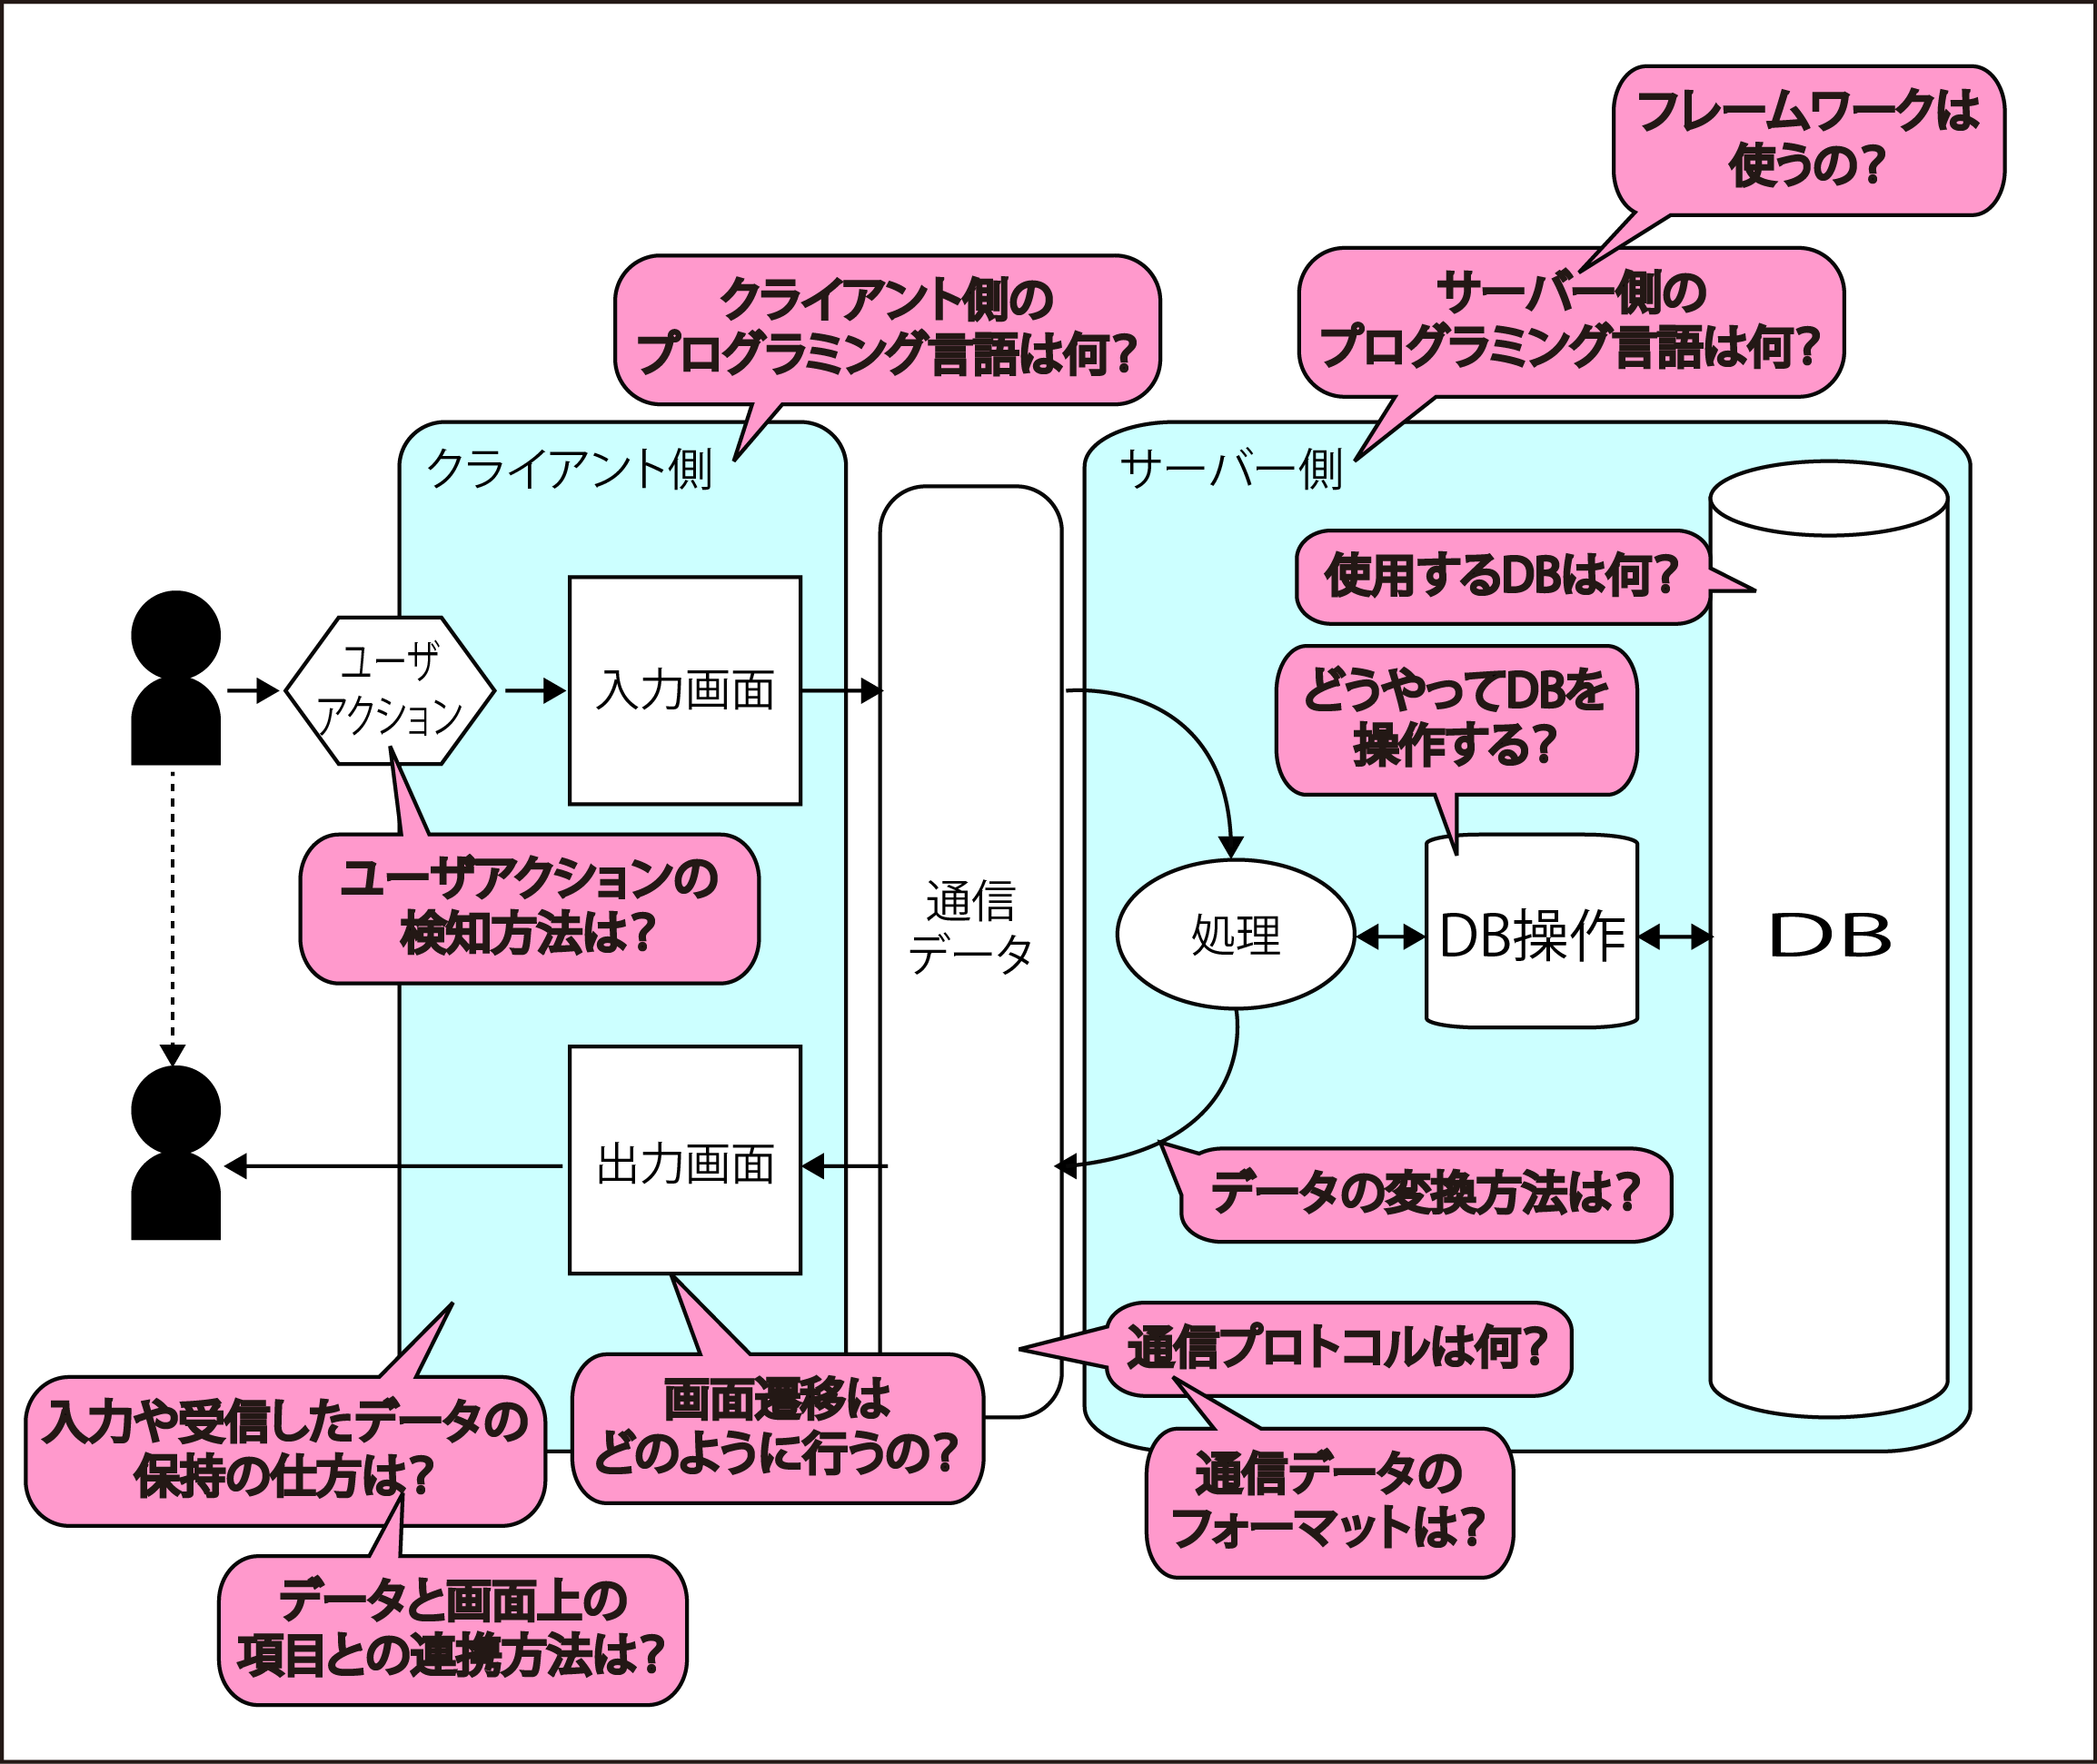 フレームワークは
使うの？
クライアント側の
プログラミング言語は何？
サーバー側の
プログラミング言語は何？
クライアント側
サーバー側
使用するDBは何？
ユーザ
アクション
入力画面
どうやってDBを
操作する？
ユーザアクションの
検知方法は？
通信
データ
処理
DB操作
DB
出力画面
データの変換方法は？
通信プロトコルは何？
入力や受信したデータの
保持の仕方は？
画面遷移は
どのように行うの？
通信データの
フォーマットは？
データと画面上の
項目との連携方法は？